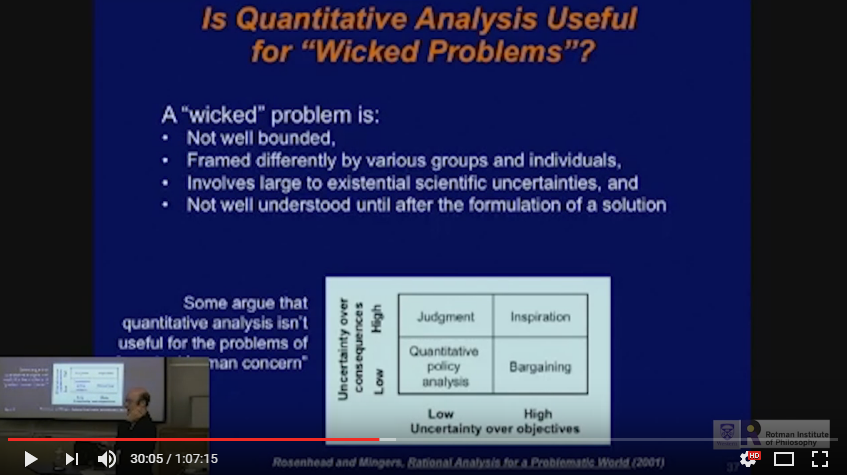 Is Quantitative Analysis Useful
for “Wicked Problems”?
A “wicked” problem is:
• Not well bounded,
• Framed differently by various groups and individuals,
• Involves large to existential scientific uncertainties, and
• Not well understood until after the formulation of a solution
Some argue that
quantitative analysis isn’t
useful for the problems of
man concern”
Uncertainty over
consequences
High
Low
Judgment
Inspiration
Quantitative
policy
analysis
Bargaining
Low
High
Uncertainty over objectives
Rotman Institute
of Philosophy
30:05 / 1:07:15
HD
Rosenhead and Mingers, Rational Analysis for a Problematic World (2001)
37